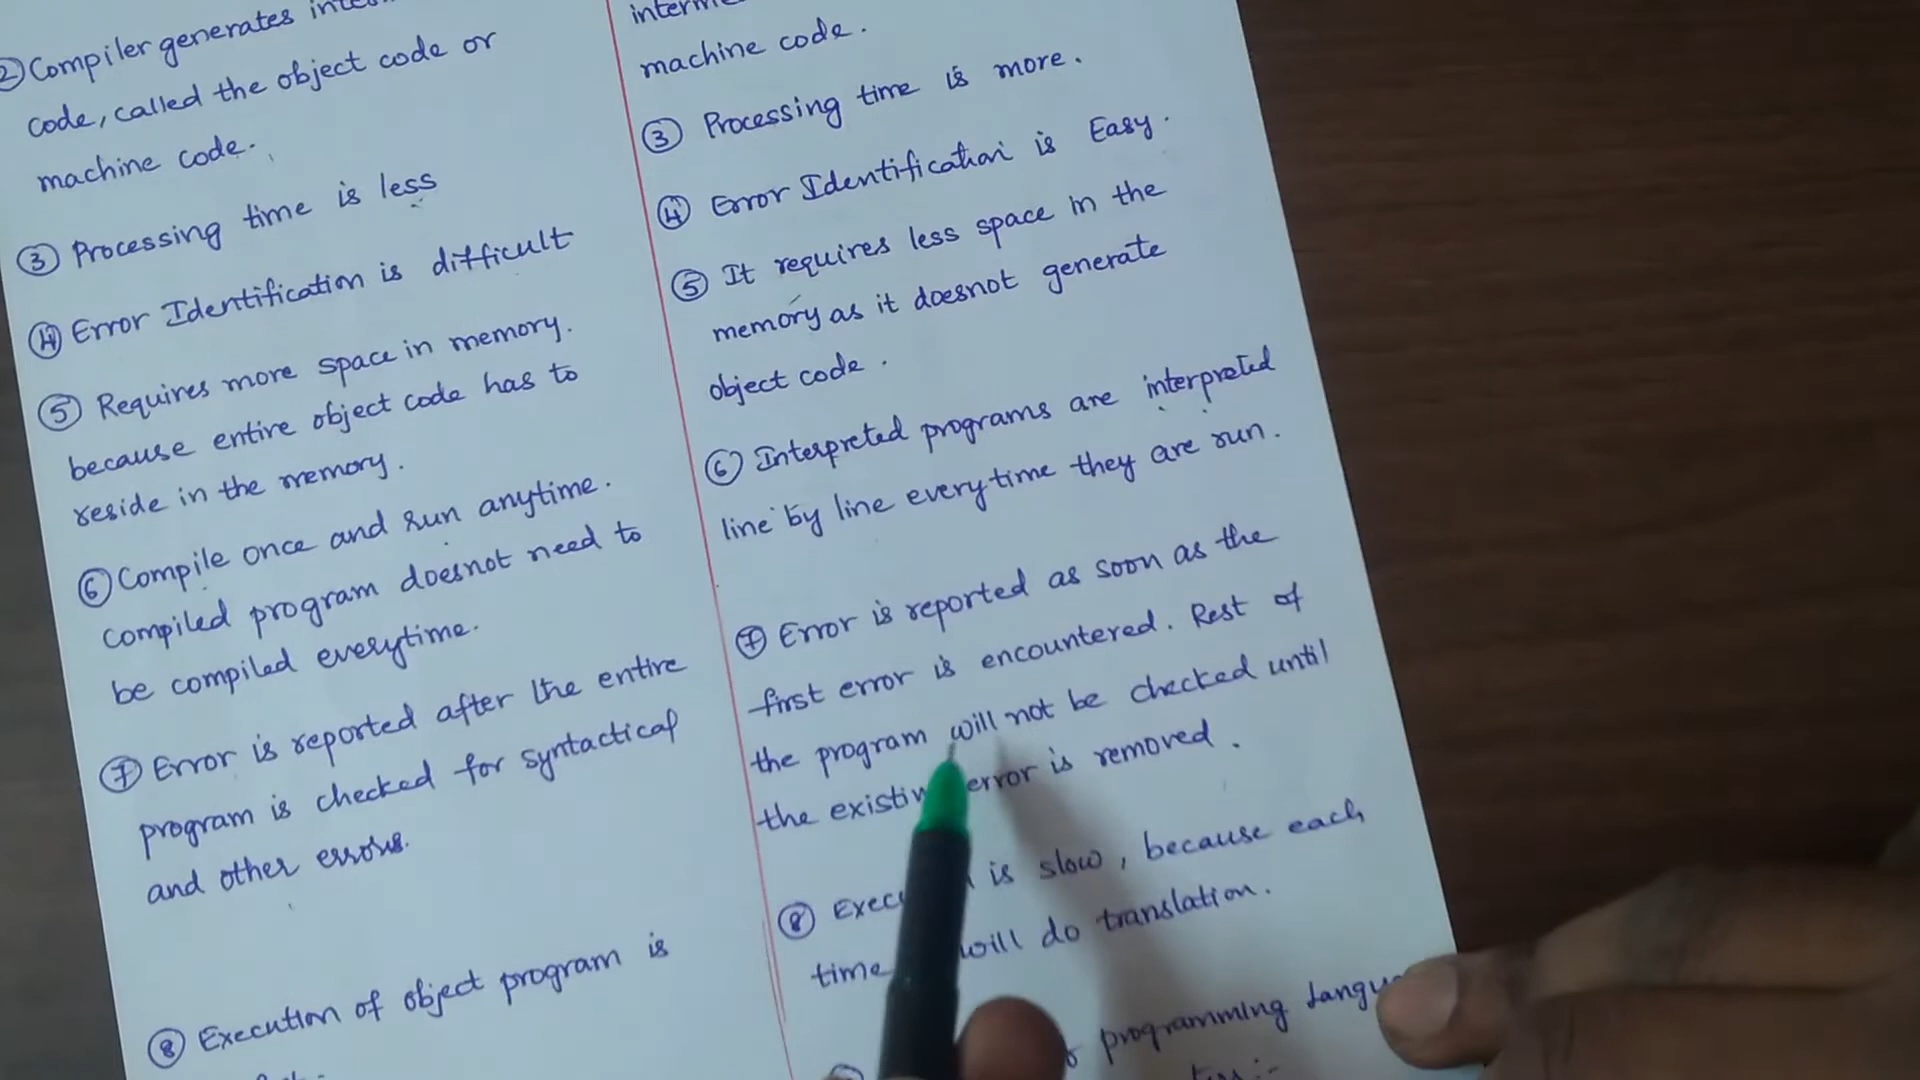 ② Compiler generates
code, called the object code or
machine code.
③ Processing time is less
④ Error Identification is difficult
⑤ Requires more space in memory.
because entire object code has to
reside in the memory.
⑥ Compile once and run anytime.
compiled program doesnot need to
be compiled everytime.
⑦ Error is reported after the entire
program is checked for syntactical
and other errors.
⑧ Execution of object program is
machine code.
③ Processing time is more.
④ Error Identification is Easy.
⑤ It requires less space in the
memory as it doesnot generate
object code.
⑥ Interpreted programs are interpreted
line by line everytime they are run.
⑦ Error is reported as soon as the
first error is encountered. Rest of
the program will not be checked until
the error is removed.
⑧ is slow, because each
time will do translation.
programming